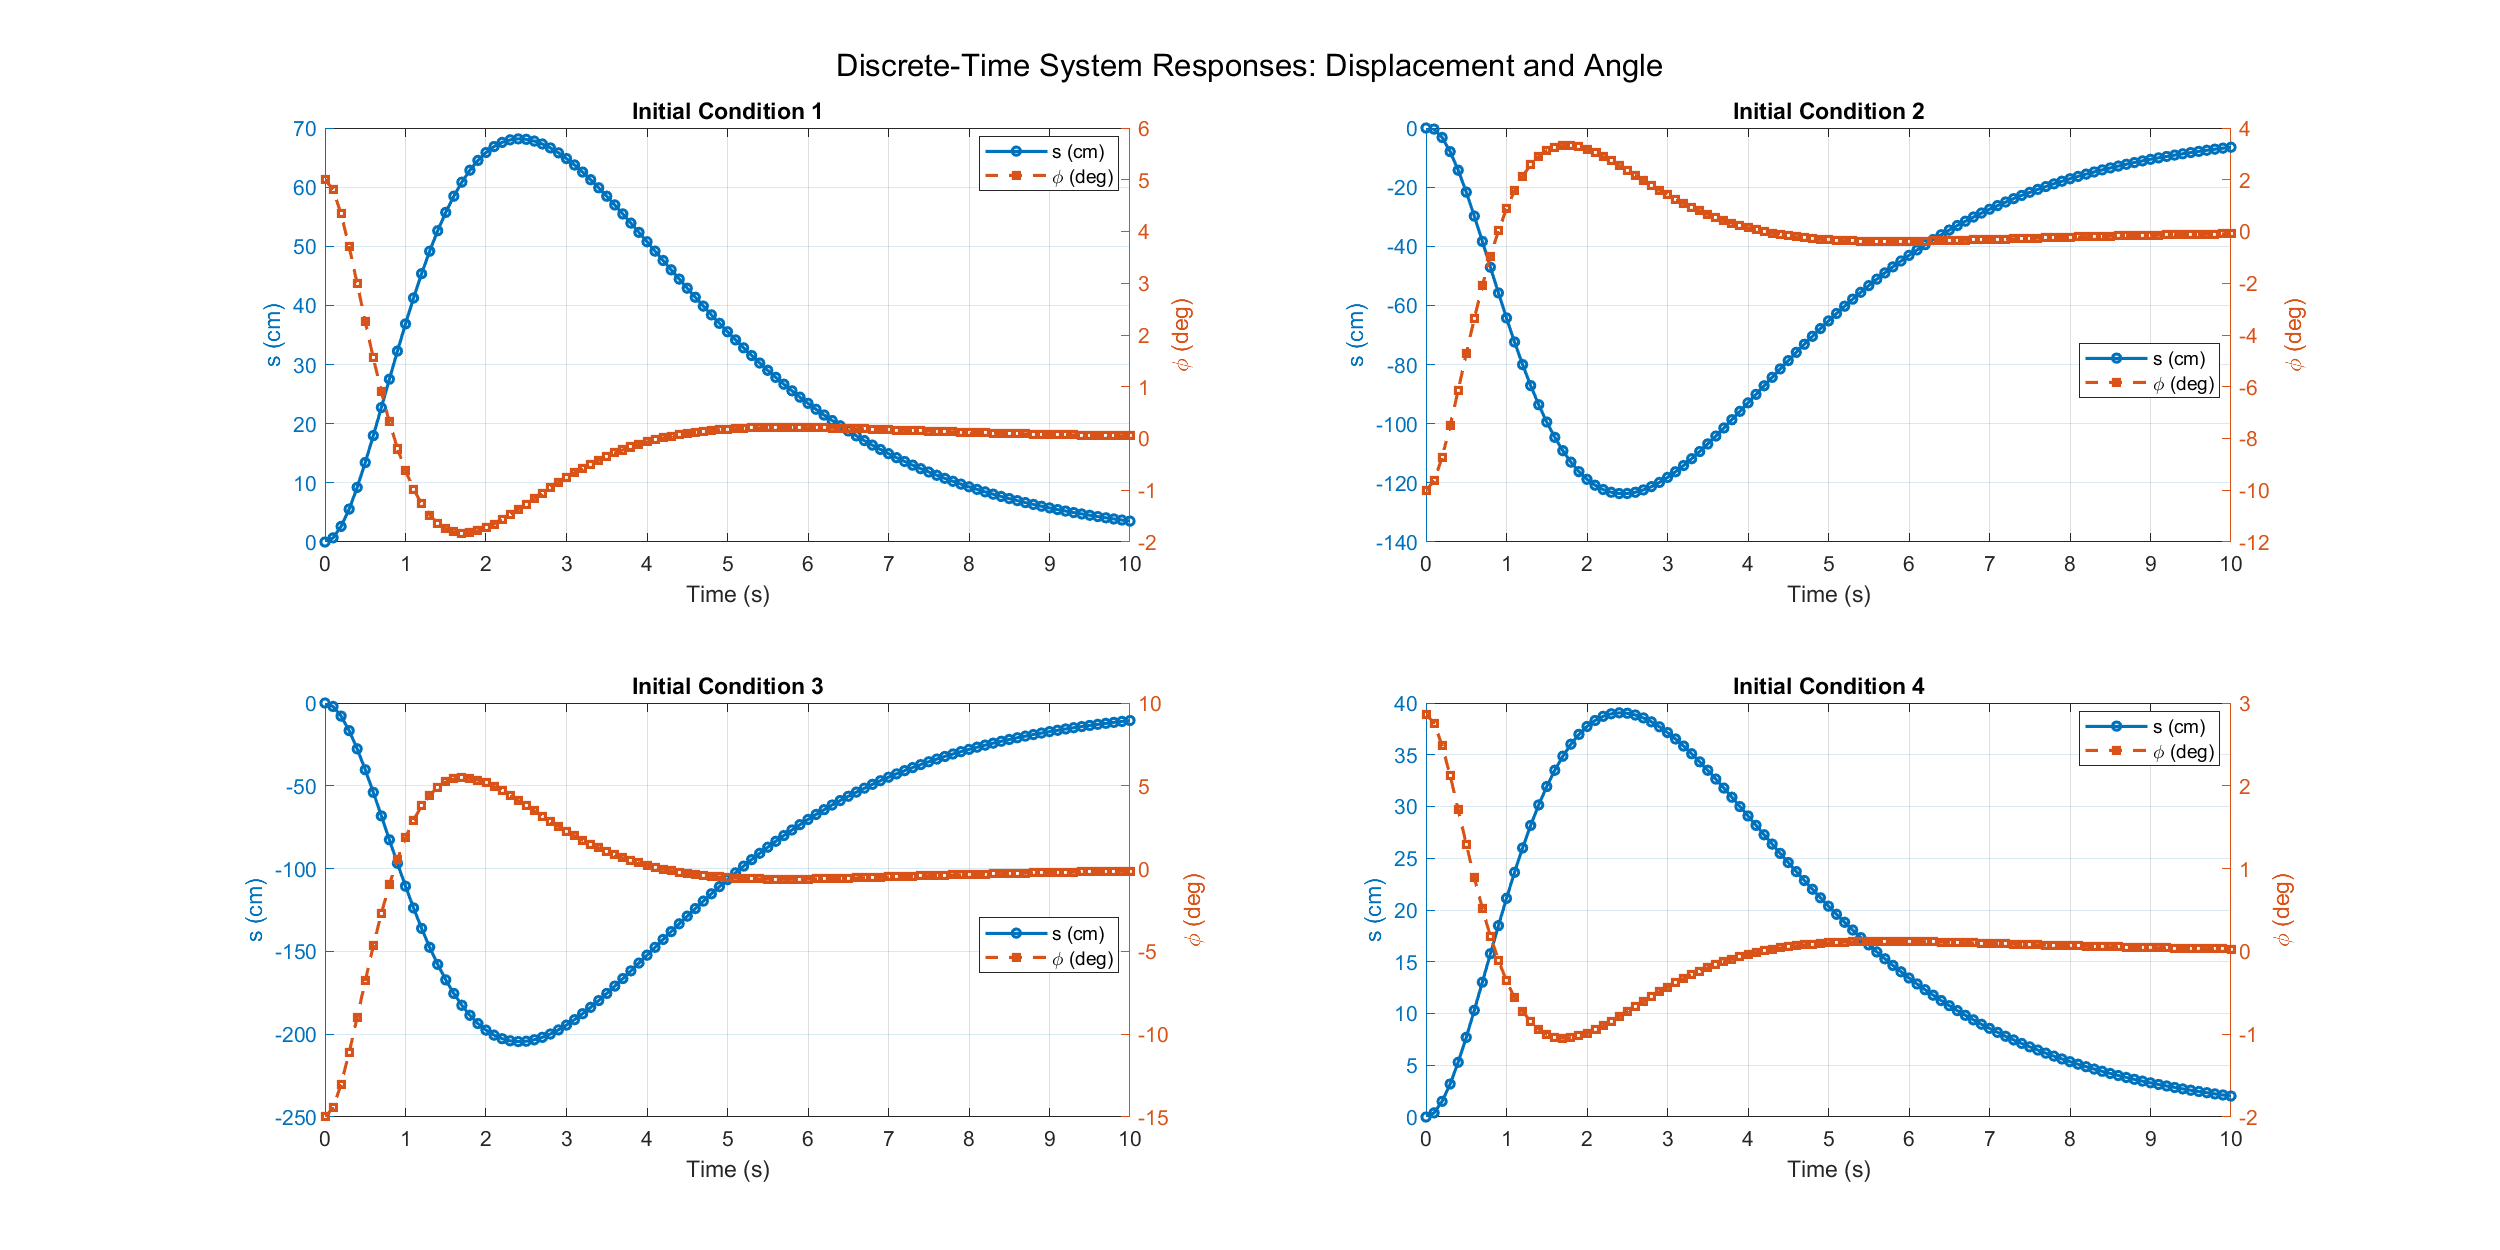 Discrete-Time System Responses: Displacement and Angle
Initial Condition 1
70
60
50
40
30
20
10
0
s (cm)
6
5
4
3
2
1
0
-1
-2
ϕ (deg)
s (cm)
ϕ (deg)
0 1 2 3 4 5 6 7 8 9 10
Time (s)
Initial Condition 2
0
-20
-40
-60
-80
-100
-120
-140
s (cm)
4
2
0
-2
-4
-6
-8
-10
-12
ϕ (deg)
s (cm)
ϕ (deg)
0 1 2 3 4 5 6 7 8 9 10
Time (s)
Initial Condition 3
0
-50
-100
-150
-200
-250
s (cm)
10
5
0
-5
-10
-15
ϕ (deg)
s (cm)
ϕ (deg)
0 1 2 3 4 5 6 7 8 9 10
Time (s)
Initial Condition 4
40
35
30
25
20
15
10
5
0
s (cm)
3
2
1
0
-1
-2
ϕ (deg)
s (cm)
ϕ (deg)
0 1 2 3 4 5 6 7 8 9 10
Time (s)